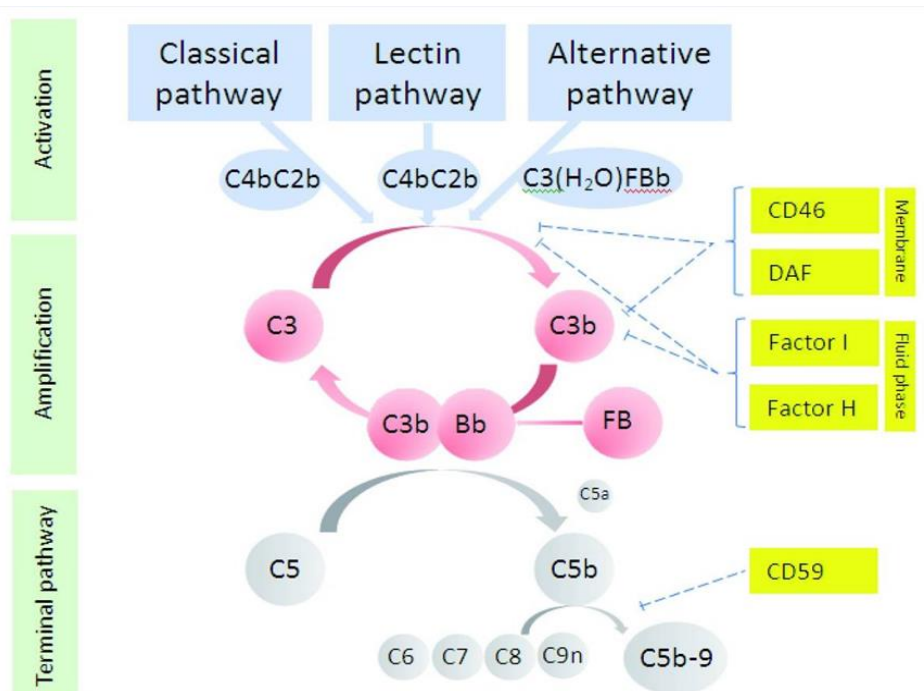 Activation
Classical
pathway
Lectin
pathway
Alternative
pathway
C4bC2b
C4bC2b
C3(H₂O)FBb
CD46
DAF
Membrane
Amplification
C3
C3b
Factor I
Factor H
Fluid phase
C3b
Bb
FB
Terminal pathway
C5a
C5
C5b
CD59
C6
C7
C8
C9n
C5b-9